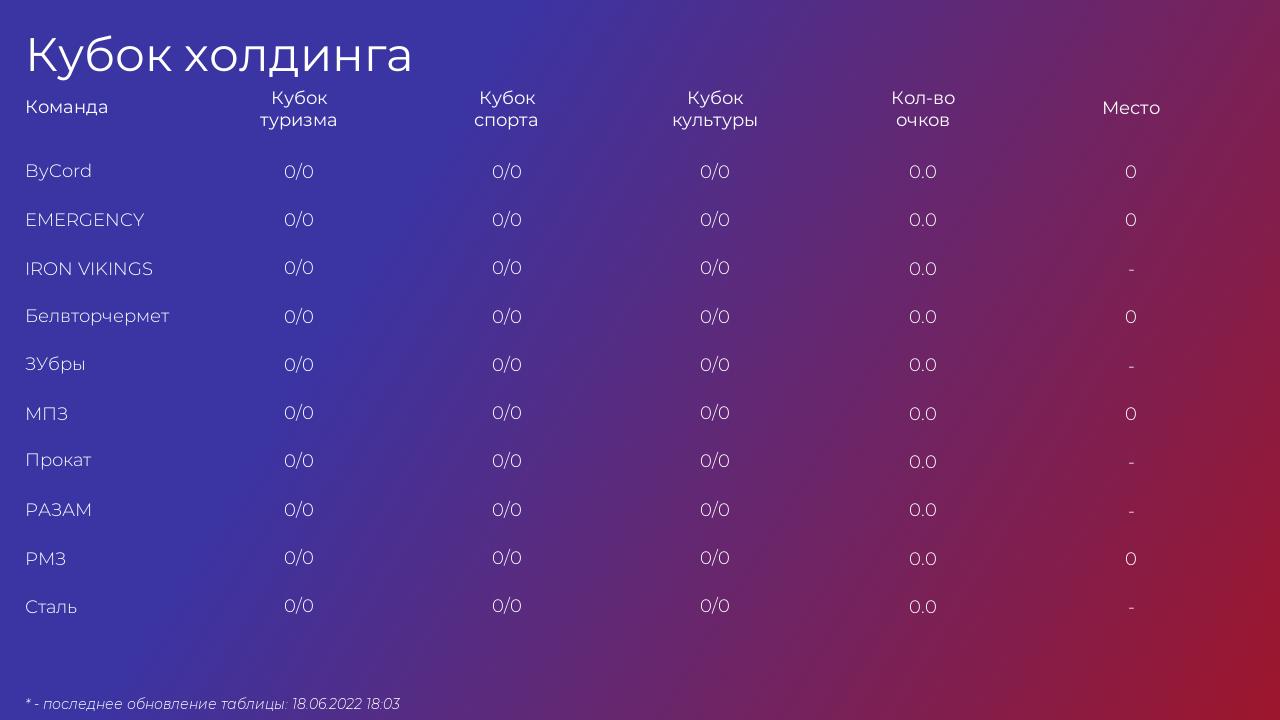 Кубок холдинга
Команда Кубок туризма Кубок спорта Кубок культуры Кол-во очков Место
ByCord 0/0 0/0 0/0 0.0 0
EMERGENCY 0/0 0/0 0/0 0.0 0
IRON VIKINGS 0/0 0/0 0/0 0.0 -
Белвторчермет 0/0 0/0 0/0 0.0 0
ЗУбры 0/0 0/0 0/0 0.0 -
МПЗ 0/0 0/0 0/0 0.0 0
Прокат 0/0 0/0 0/0 0.0 -
РАЗАМ 0/0 0/0 0/0 0.0 -
РМЗ 0/0 0/0 0/0 0.0 0
Сталь 0/0 0/0 0/0 0.0 -
* - последнее обновление таблицы: 18.06.2022 18:03